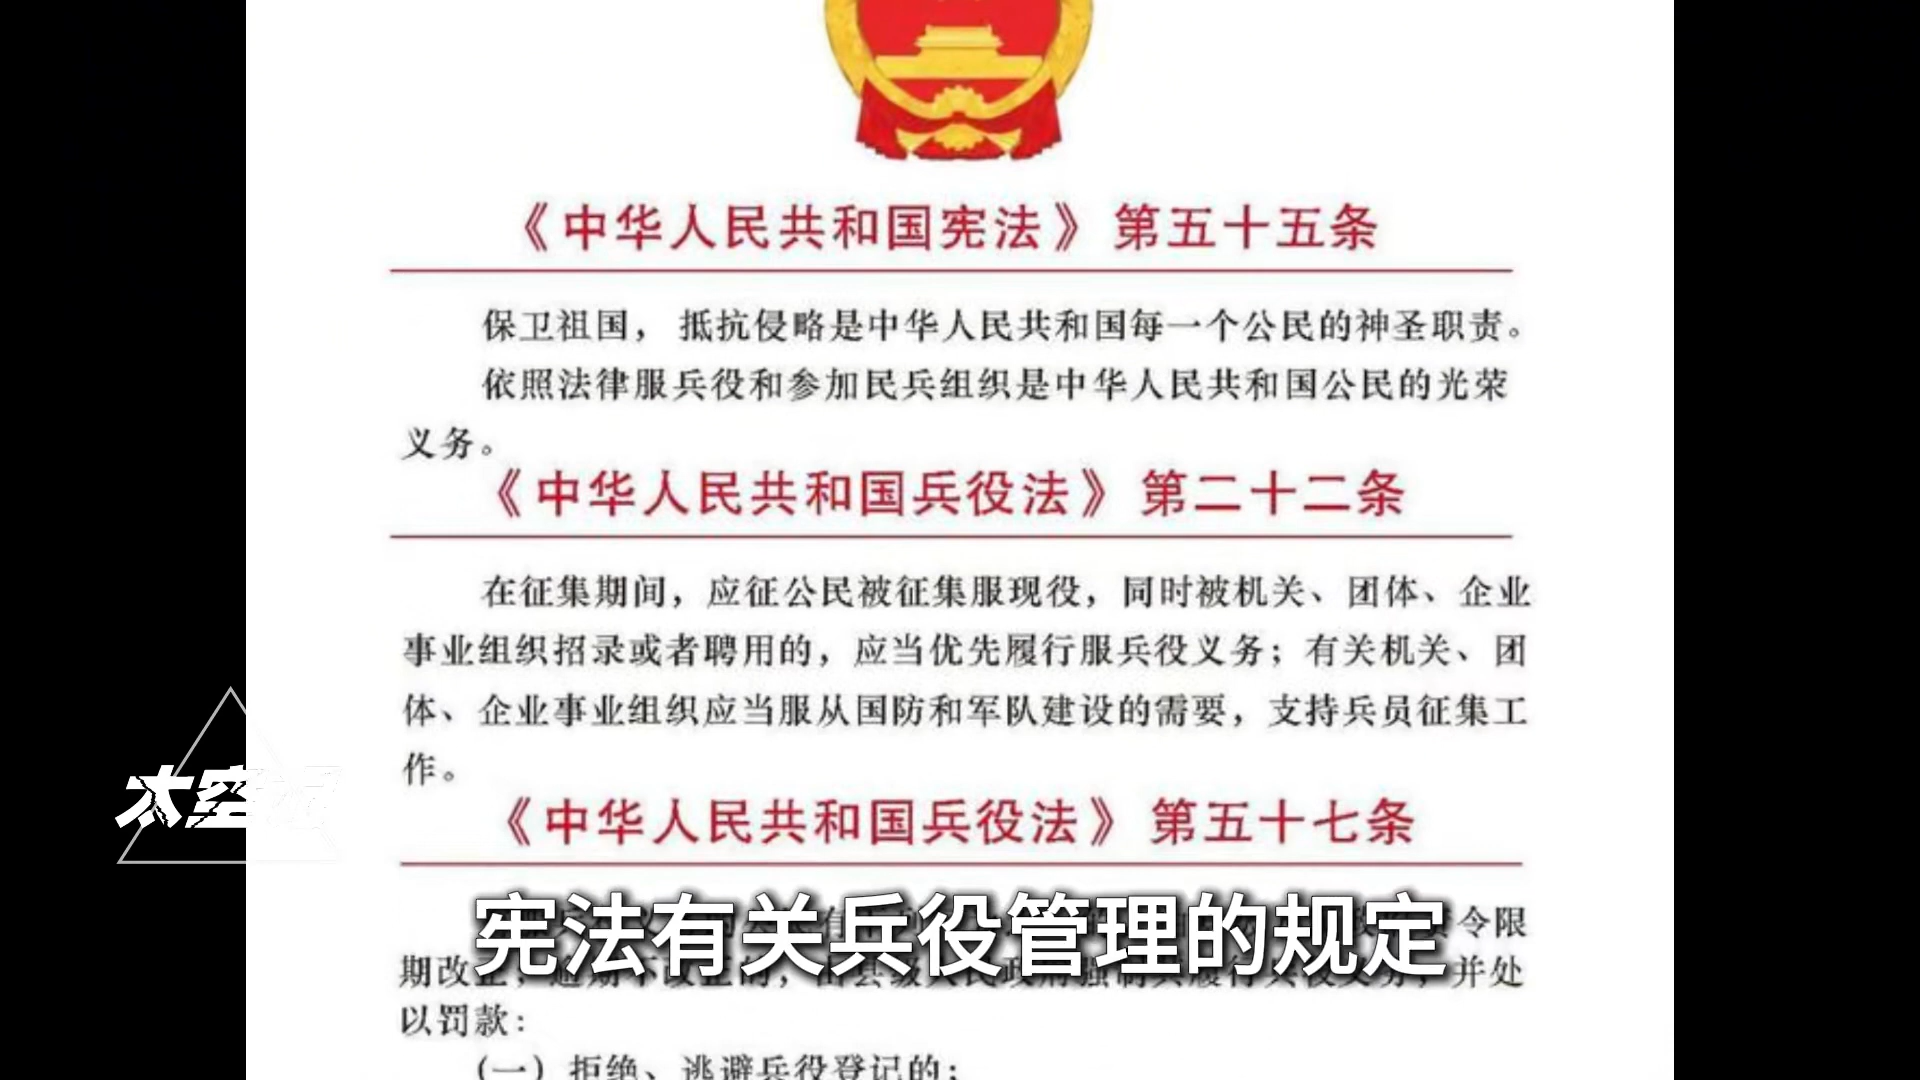 《中华人民共和国宪法》第五十五条
保卫祖国，抵抗侵略是中华人民共和国每一个公民的神圣职责。
依照法律服兵役和参加民兵组织是中华人民共和国公民的光荣
义务。
《中华人民共和国兵役法》第二十二条
在征集期间，应征公民被征集服现役，同时被机关、团体、企业
事业组织招录或者聘用的，应当优先履行服兵役义务；有关机关、团
体、企业事业组织应当服从国防和军队建设的需要，支持兵员征集工
作。
《中华人民共和国兵役法》第五十七条
宪法有关兵役管理的规定
令限
期改
并处
以罚款：
（一）拒绝、逃避兵役登记的；
太空